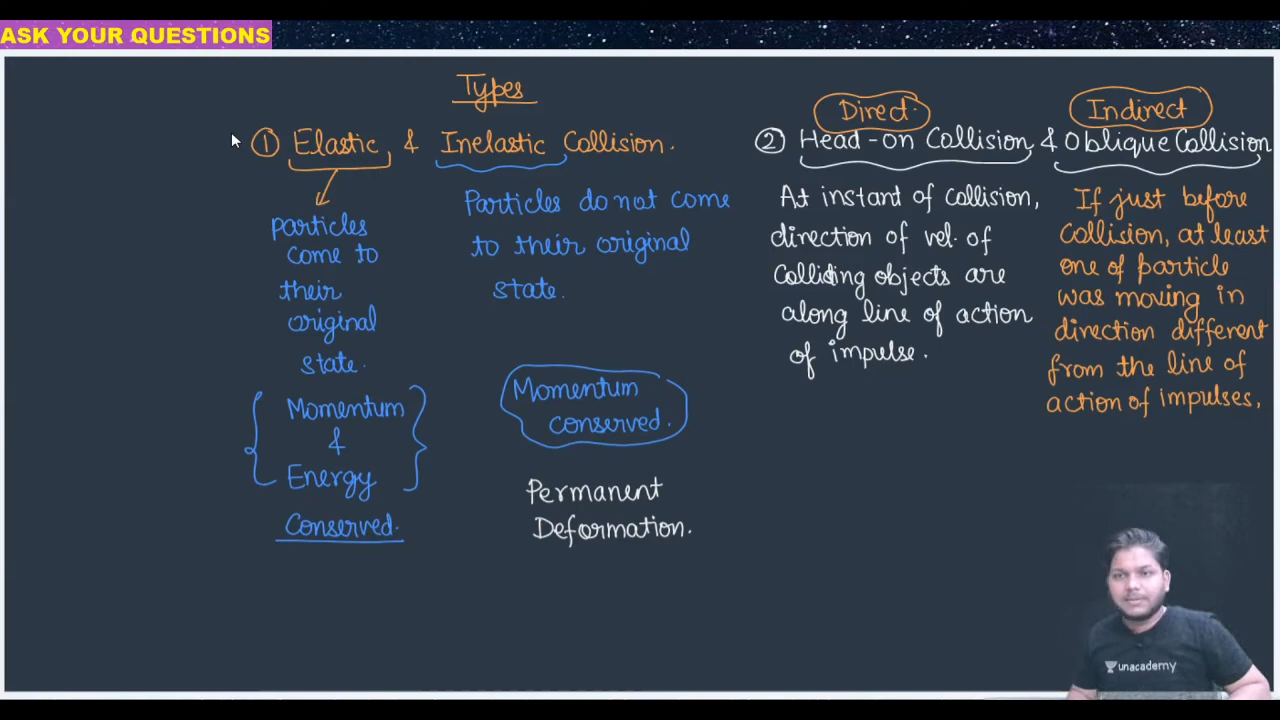 ASK YOUR QUESTIONS
Types
① Elastic & Inelastic Collision.
particles
come to
their
original
state.
Momentum
&
Energy
Conserved.
Particles do not come
to their original
state.
Momentum
conserved.
Permanent
Deformation.
Direct
Indirect
② Head-on Collision & Oblique Collision
At instant of collision,
direction of vel. of
Colliding objects are
along line of action
of impulse.
If just before
Collision, at least
one of particle
was moving in
direction different
from the line of
action of impulses,
unacademy